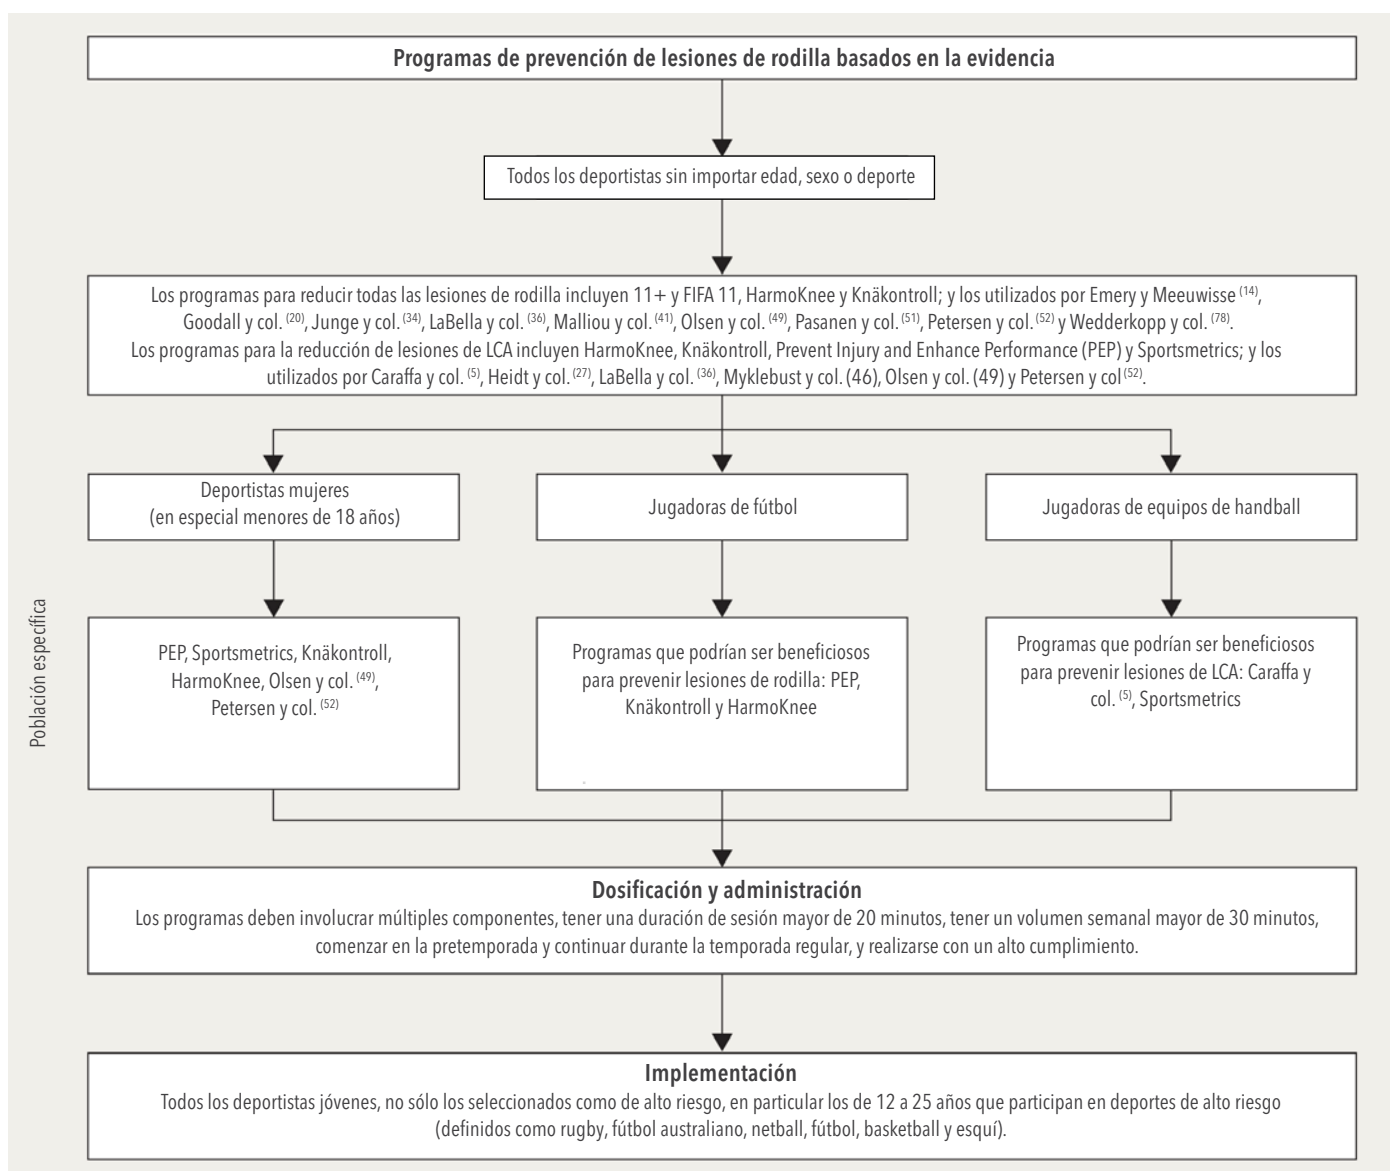 Programas de prevención de lesiones de rodilla basados en la evidencia
Todos los deportistas sin importar edad, sexo o deporte
Los programas para reducir todas las lesiones de rodilla incluyen 11+ y FIFA 11, HarmoKnee y Knäkontroll; y los utilizados por Emery y Meeuwisse (14),
Goodall y col. (20), Junge y col. (34), LaBella y col. (36), Malliou y col. (41), Olsen y col. (49), Pasanen y col. (51), Petersen y col. (52) y Wedderkopp y col. (78).
Los programas para la reducción de lesiones de LCA incluyen HarmoKnee, Knäkontroll, Prevent Injury and Enhance Performance (PEP) y Sportsmetrics; y los
utilizados por Caraffa y col. (5), Heidt y col. (27), LaBella y col. (36), Myklebust y col. (46), Olsen y col. (49) y Petersen y col (52).
Deportistas mujeres
(en especial menores de 18 años)
Jugadoras de fútbol
Jugadoras de equipos de handball
Población específica
PEP, Sportsmetrics, Knäkontroll,
HarmoKnee, Olsen y col. (49),
Petersen y col. (52)
Programas que podrían ser beneficiosos
para prevenir lesiones de rodilla: PEP,
Knäkontroll y HarmoKnee
Programas que podrían ser beneficiosos
para prevenir lesiones de LCA: Caraffa y
col. (5), Sportsmetrics
Dosificación y administración
Los programas deben involucrar múltiples componentes, tener una duración de sesión mayor de 20 minutos, tener un volumen semanal mayor de 30 minutos,
comenzar en la pretemporada y continuar durante la temporada regular, y realizarse con un alto cumplimiento.
Implementación
Todos los deportistas jóvenes, no sólo los seleccionados como de alto riesgo, en particular los de 12 a 25 años que participan en deportes de alto riesgo
(definidos como rugby, fútbol australiano, netball, fútbol, basketball y esquí).